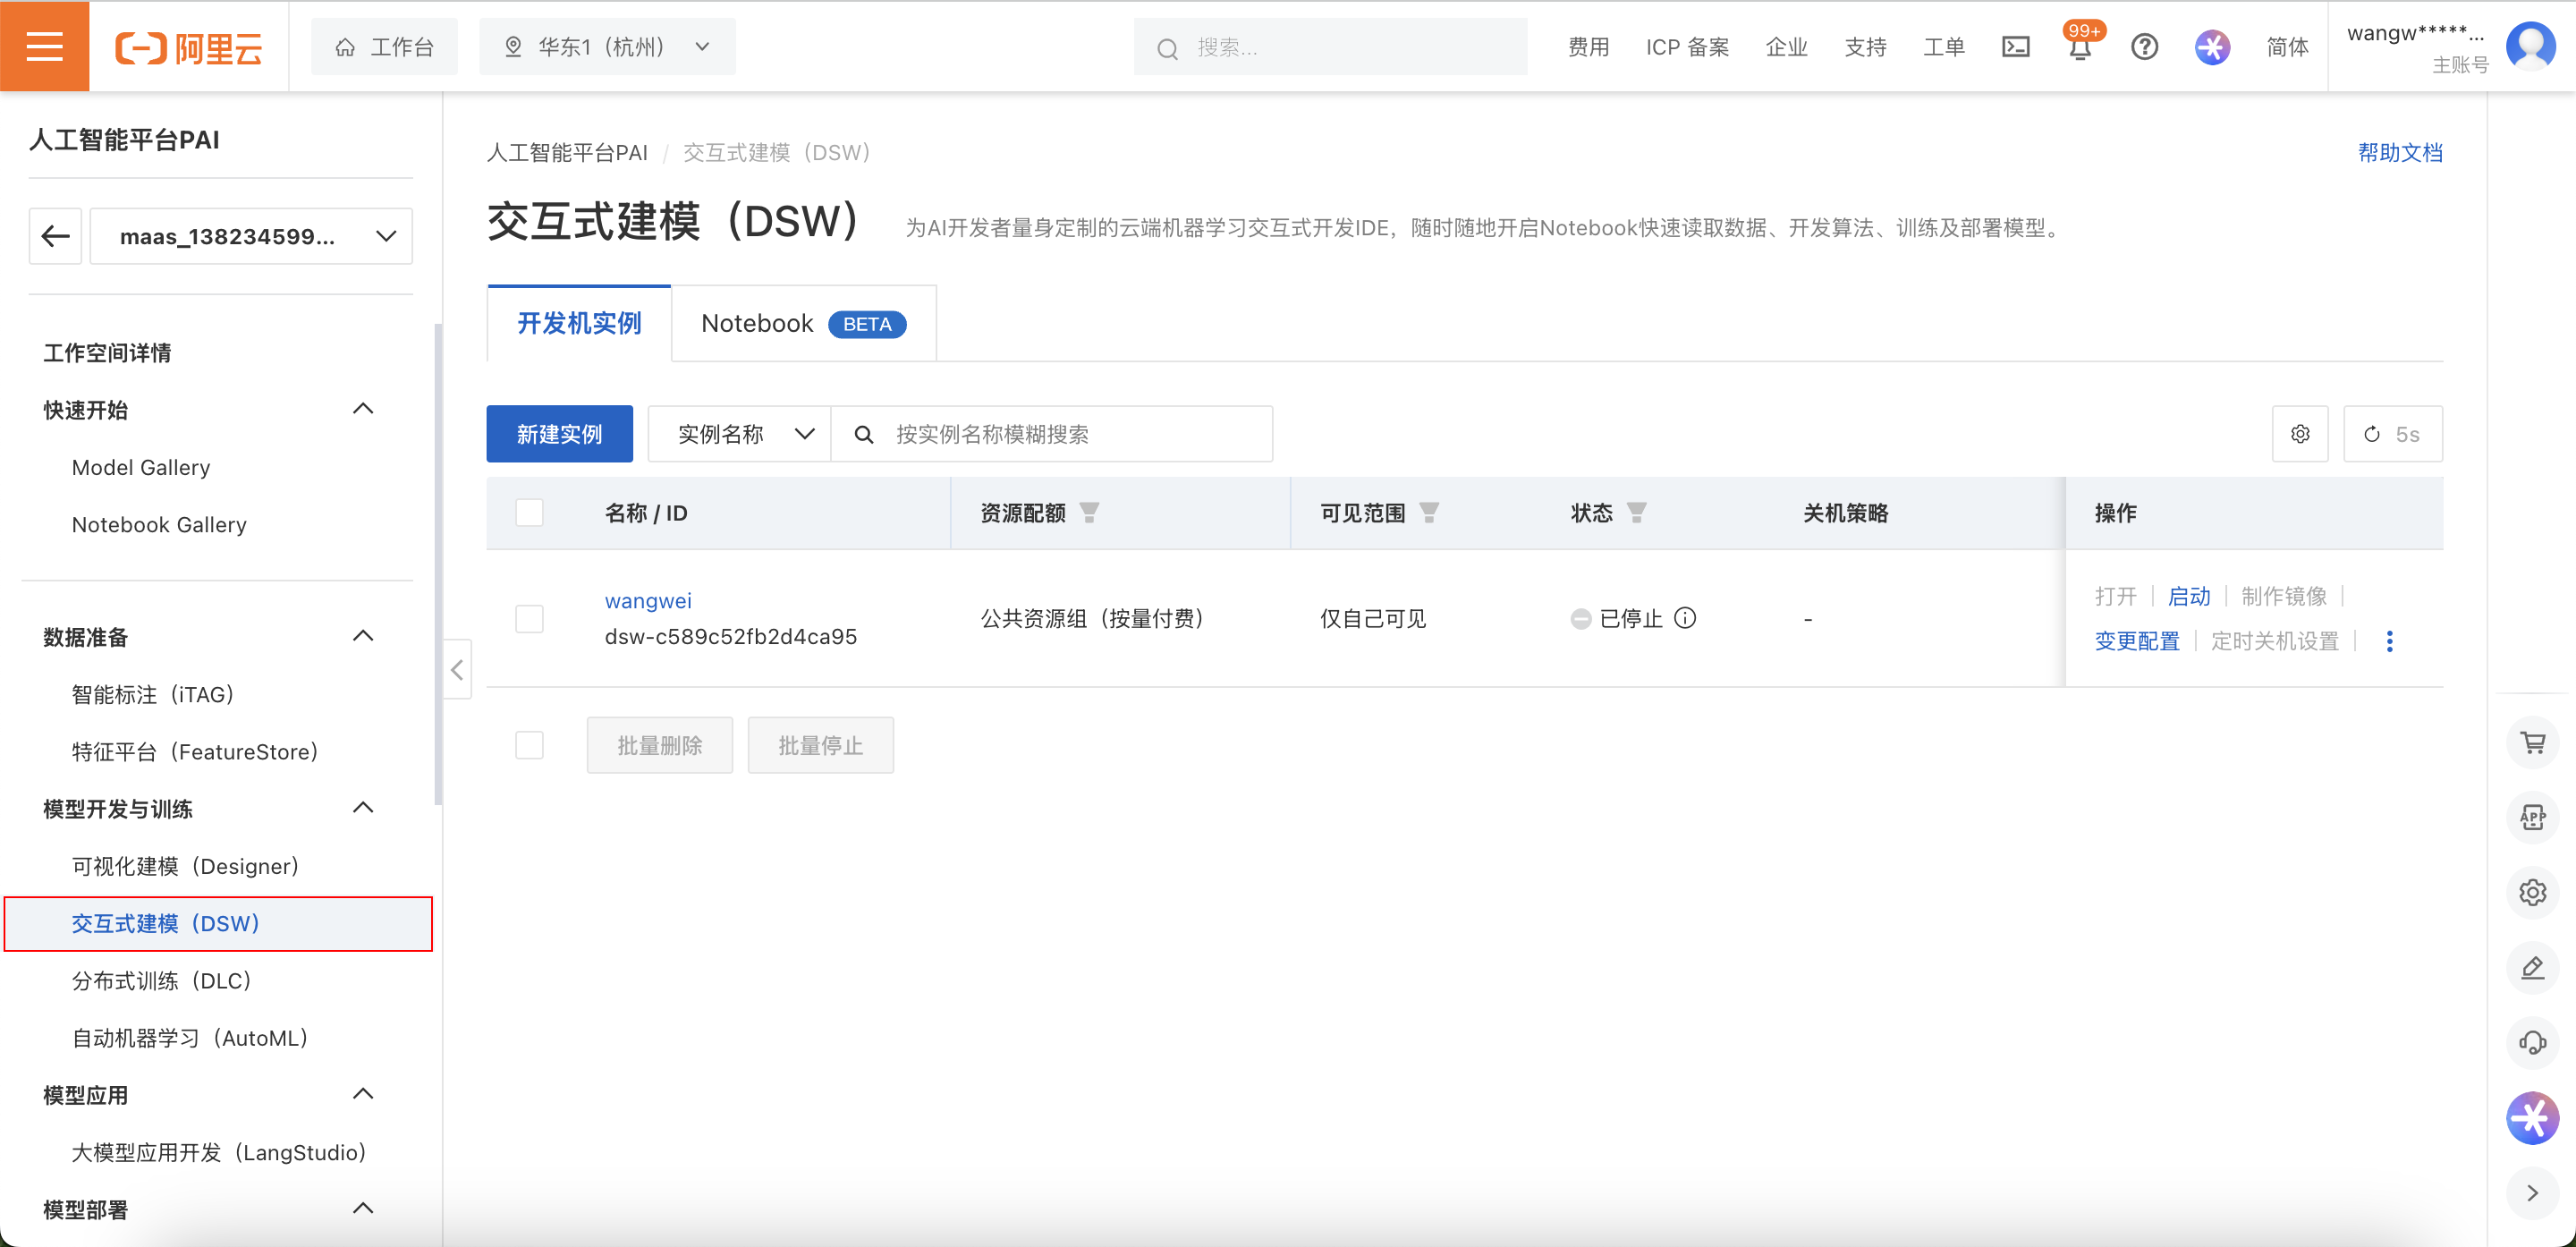 阿里云
工作台
华东1（杭州）
搜索...
费用
ICP 备案
企业
支持
工单
99+
简体
wangw*****...
主账号
人工智能平台PAI
maas_138234599...
工作空间详情
快速开始
Model Gallery
Notebook Gallery
数据准备
智能标注（iTAG）
特征平台（FeatureStore）
模型开发与训练
可视化建模（Designer）
交互式建模（DSW）
分布式训练（DLC）
自动机器学习（AutoML）
模型应用
大模型应用开发（LangStudio）
模型部署
人工智能平台PAI / 交互式建模（DSW）
帮助文档
交互式建模（DSW） 为AI开发者量身定制的云端机器学习交互式开发IDE，随时随地开启Notebook快速读取数据、开发算法、训练及部署模型。
开发机实例
Notebook BETA
新建实例
实例名称
按实例名称模糊搜索
5s
名称 / ID 资源配额 可见范围 状态 关机策略 操作
wangwei
dsw-c589c52fb2d4ca95
公共资源组（按量付费）
仅自己可见
已停止
-
打开 | 启动 | 制作镜像 |
变更配置 | 定时关机设置 |
批量删除
批量停止
APP